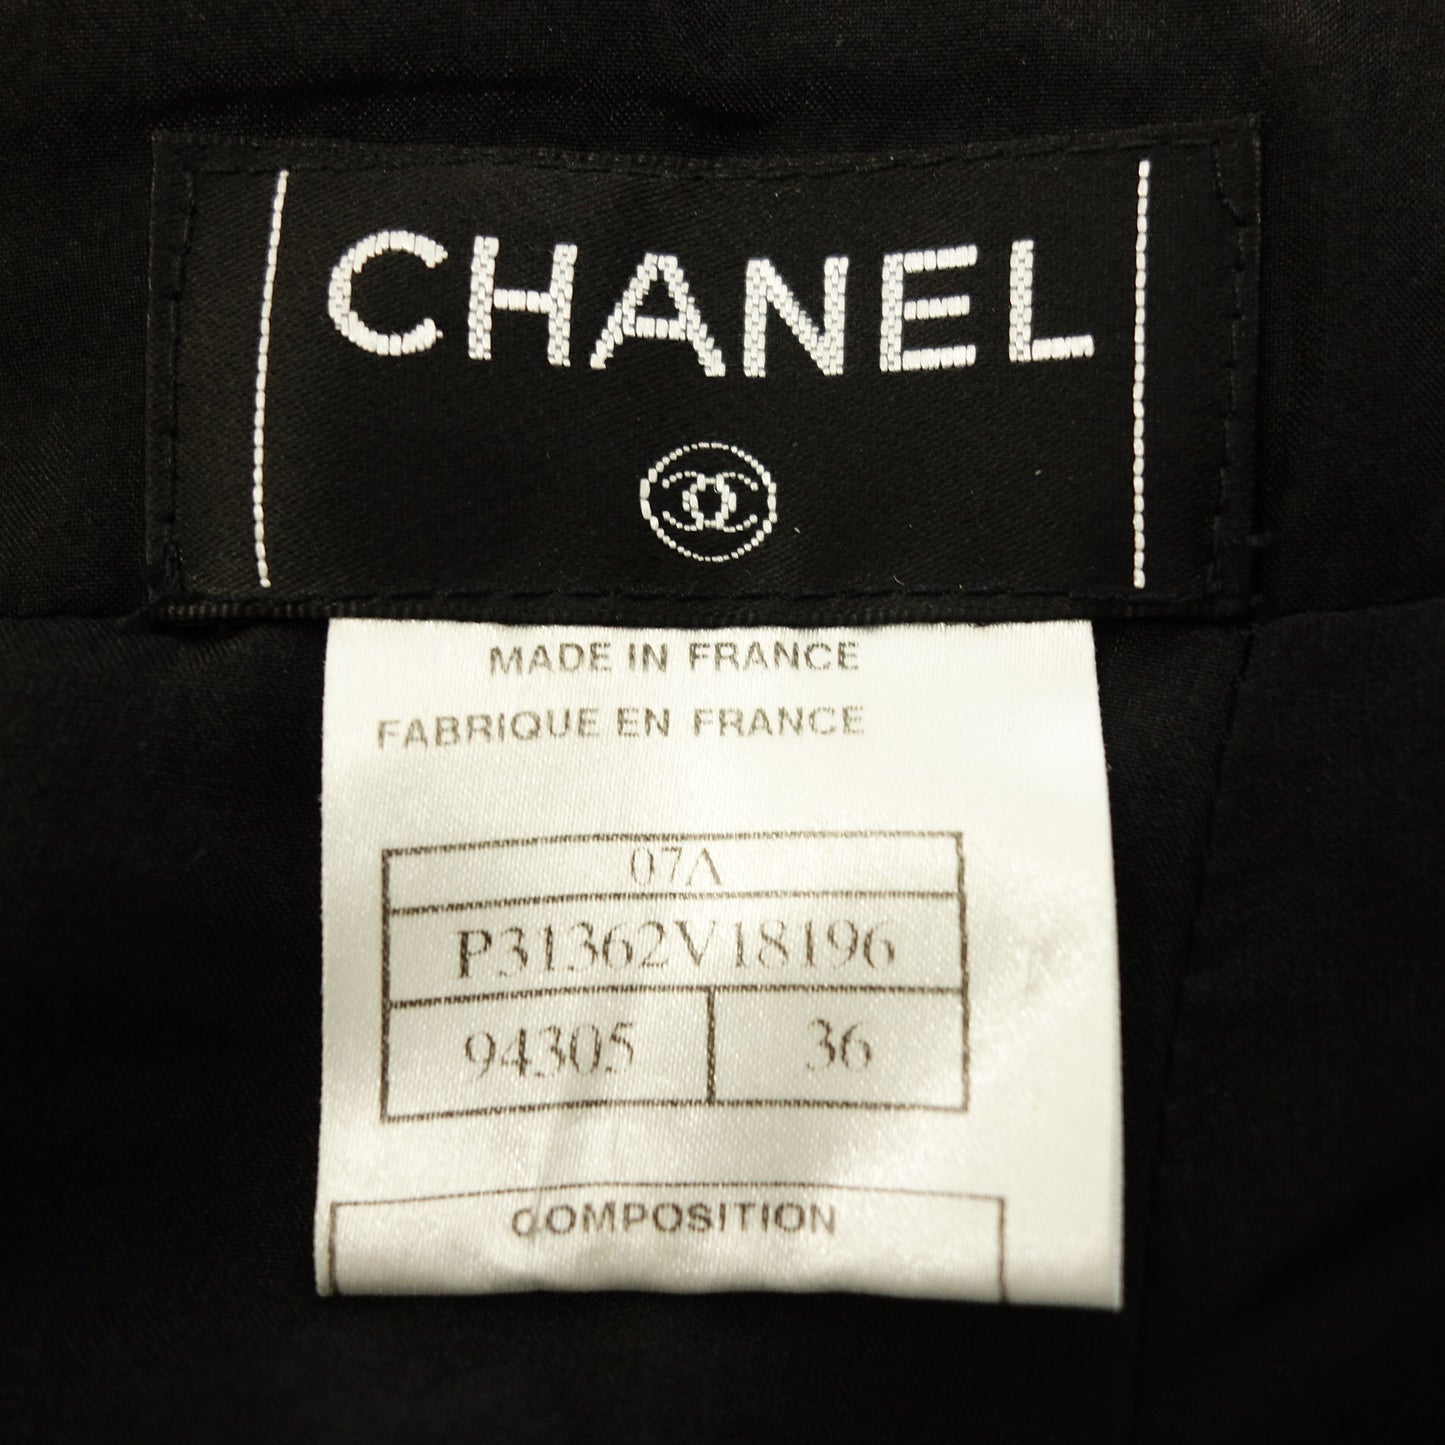 CHANEL
MADE IN FRANCE
FABRIQUE EN FRANCE
07A
P31362V18196
94305 36
COMPOSITION